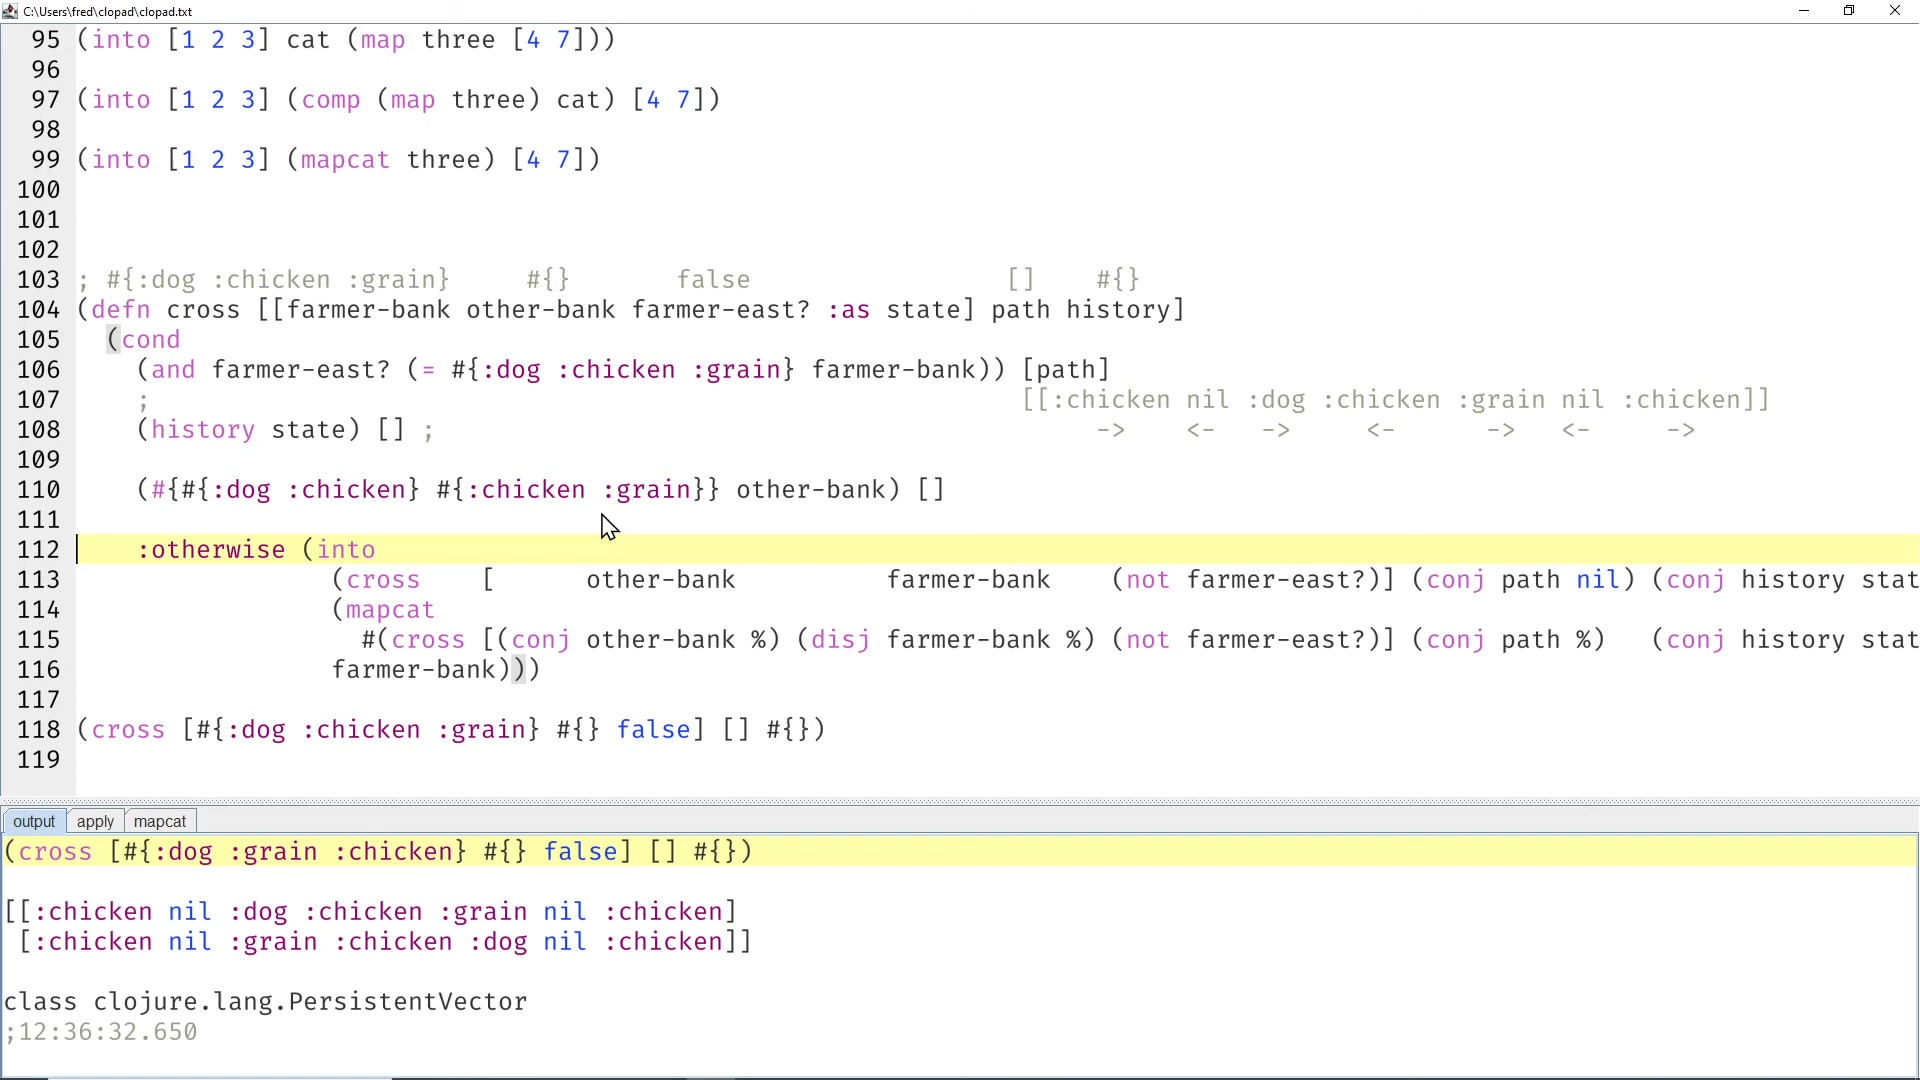 C:\Users\fred\clopad\clopad.txt
95 (into [1 2 3] cat (map three [4 7]))
96
97 (into [1 2 3] (comp (map three) cat) [4 7])
98
99 (into [1 2 3] (mapcat three) [4 7])
100
101
102
103 ; #{:dog :chicken :grain} #{} false [] #{}
104 (defn cross [[farmer-bank other-bank farmer-east? :as state] path history]
105 (cond
106 (and farmer-east? (= #{:dog :chicken :grain} farmer-bank)) [path]
107 ; [[:chicken nil :dog :chicken :grain nil :chicken]]
108 (history state) [] ; -> <- -> <- -> <- ->
109
110 (#{#{:dog :chicken} #{:chicken :grain}} other-bank) []
111
112 :otherwise (into
113 (cross [ other-bank farmer-bank (not farmer-east?)] (conj path nil) (conj history stat
114 (mapcat
115 #(cross [(conj other-bank %) (disj farmer-bank %) (not farmer-east?)] (conj path %) (conj history stat
116 farmer-bank)))
117
118 (cross [#{:dog :chicken :grain} #{} false] [] #{})
119
output apply mapcat
(cross [#{:dog :grain :chicken} #{} false] [] #{})
[[:chicken nil :dog :chicken :grain nil :chicken]
[:chicken nil :grain :chicken :dog nil :chicken]]
class clojure.lang.PersistentVector
;12:36:32.650